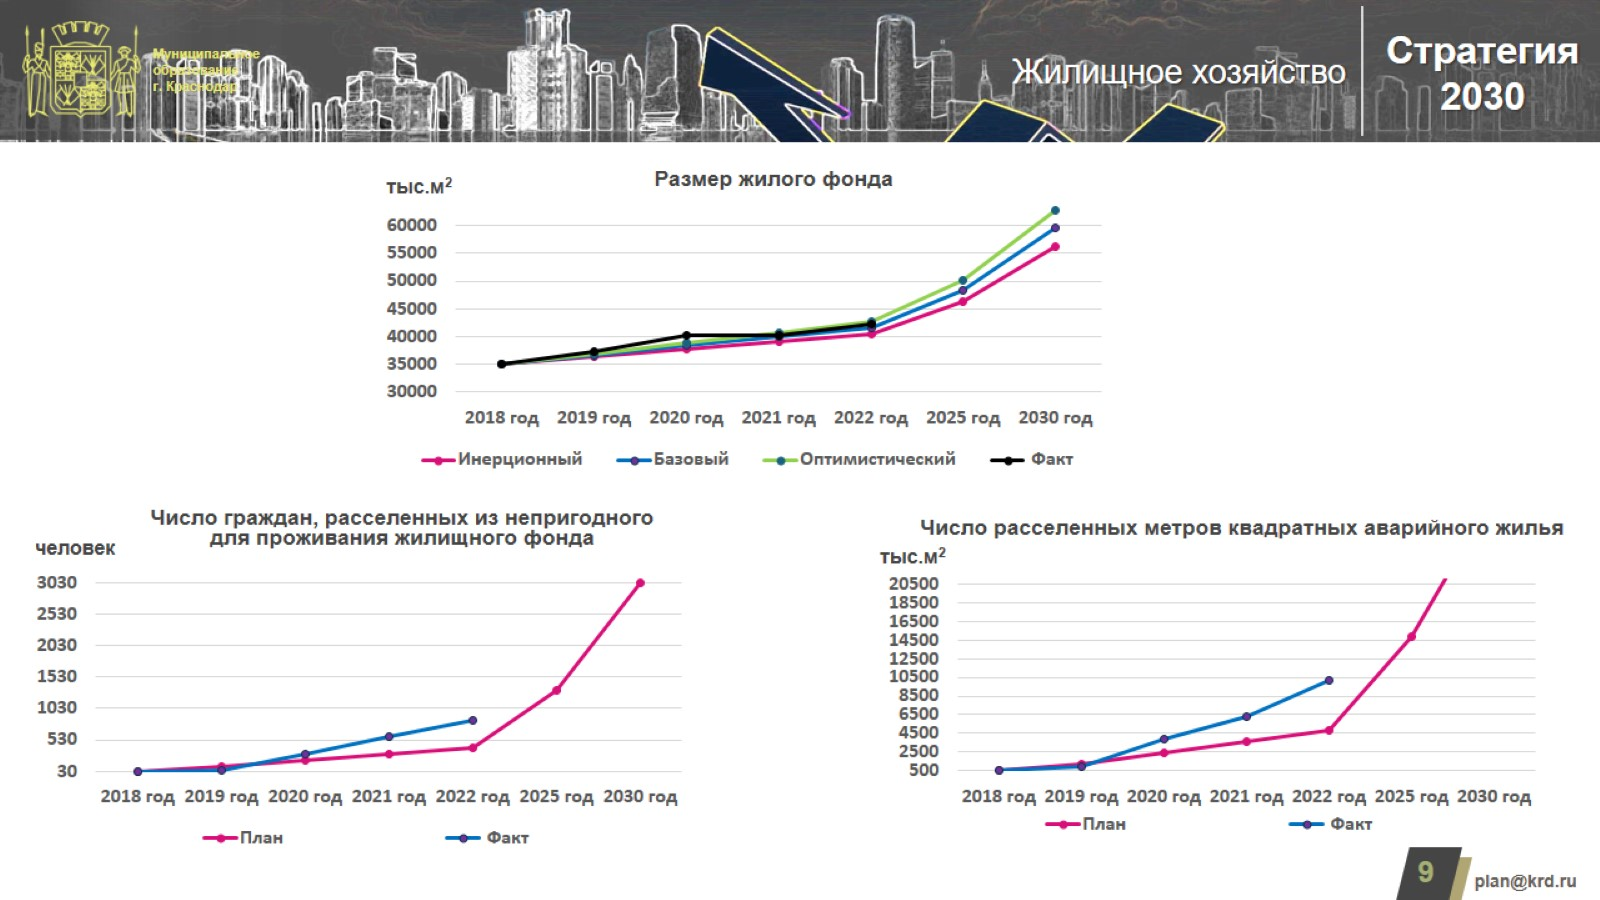 Муниципальное
образование
г. Краснодар
Жилищное хозяйство
Стратегия
2030
Размер жилого фонда
тыс.м²
60000
55000
50000
45000
40000
35000
30000
2018 год 2019 год 2020 год 2021 год 2022 год 2025 год 2030 год
Инерционный Базовый Оптимистический Факт
Число граждан, расселенных из непригодного
для проживания жилищного фонда
человек
3030
2530
2030
1530
1030
530
30
2018 год 2019 год 2020 год 2021 год 2022 год 2025 год 2030 год
План Факт
Число расселенных метров квадратных аварийного жилья
тыс.м²
20500
18500
16500
14500
12500
10500
8500
6500
4500
2500
500
2018 год 2019 год 2020 год 2021 год 2022 год 2025 год 2030 год
План Факт
9
plan@krd.ru